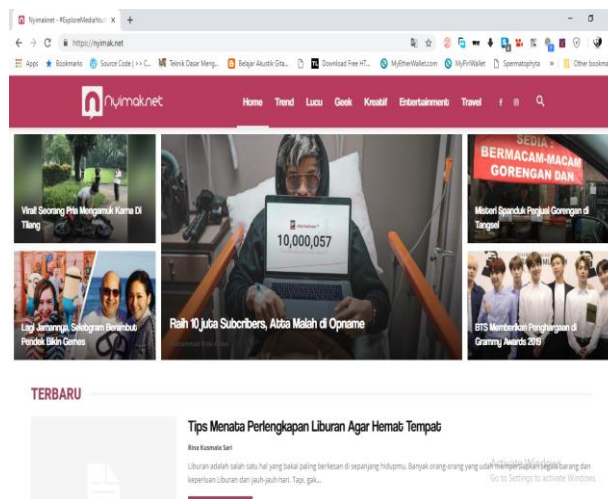 Nyimaknet - #ExploreMediaYouth
https://nyimak.net
Apps
Bookmarks
Source Code | >> C...
Teknik Dasar Meng...
Belajar Akustik Gita...
Download Free HT...
MyEtherWallet.com
MyPirlWallet
Spermatophyta
Other bookma
nyimak.net
Home Trend Lucu Geek Kreatif Entertainment Travel
Viral! Seorang Pria Mengamuk Karna Di
Tilang
10,000,057
Raih 10 juta Subcribers, Atta Malah di Opname
SEDIA :
BERMACAM-MACAM
GORENGAN DAN
Misteri Spanduk Penjual Gorengan di
Tangsel
Lagi Jamannya, Selebgram Berambut
Pendek Bikin Gemes
BTS Memberikan Penghargaan di
Grammy Awards 2019
TERBARU
Tips Menata Perlengkapan Liburan Agar Hemat Tempat
Rina Kusmala Sari
Liburan adalah salah satu hal yang bakal paling berkesan di sepanjang hidupmu. Banyak orang-orang yang udah mempersiapkan segala barang dan
keperluan Liburan dari jauh-jauh hari. Tapi, gak...
Activate Windows
Go to Settings to activate Windows.